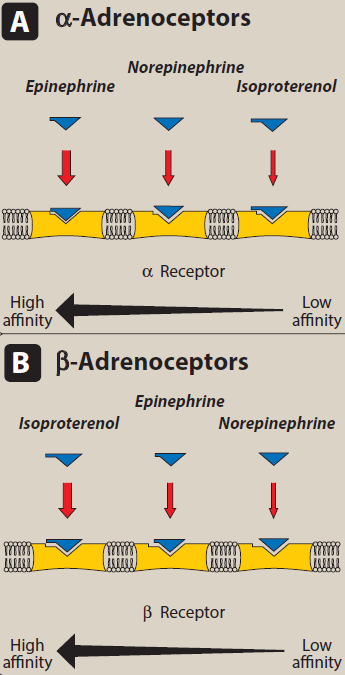 A α-Adrenoceptors
Norepinephrine
Epinephrine Isoproterenol
α Receptor
High affinity
Low affinity
B β-Adrenoceptors
Epinephrine
Isoproterenol Norepinephrine
β Receptor
High affinity
Low affinity